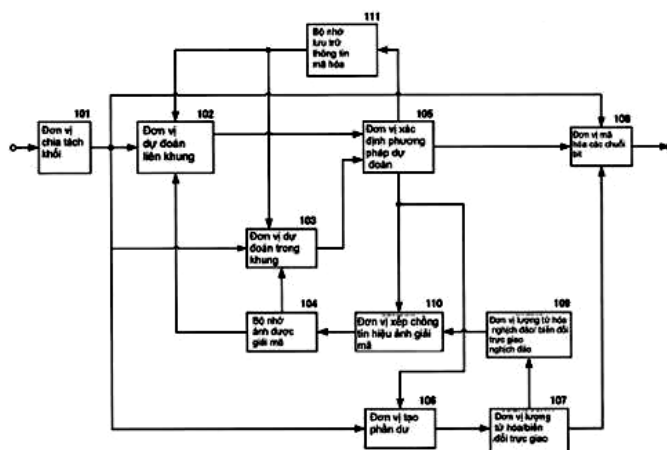 111
Bộ nhớ
lưu trữ
thông tin
mã hóa
101
Đơn vị
chia tách
khối
102
Đơn vị
dự đoán
liên khung
105
Đơn vị xác
định phương
pháp dự
đoán
108
Đơn vị mã
hóa các chuỗi
bit
103
Đơn vị dự
đoán trong
khung
104
Bộ nhớ
ảnh được
giải mã
110
Đơn vị xếp chồng
tín hiệu ảnh giải
mã
109
Đơn vị lượng tử hóa
nghịch đảo/ biến đổi
trực giao
nghịch đảo
106
Đơn vị tạo
phần dư
107
Đơn vị lượng
tử hóa/biến
đổi trực giao